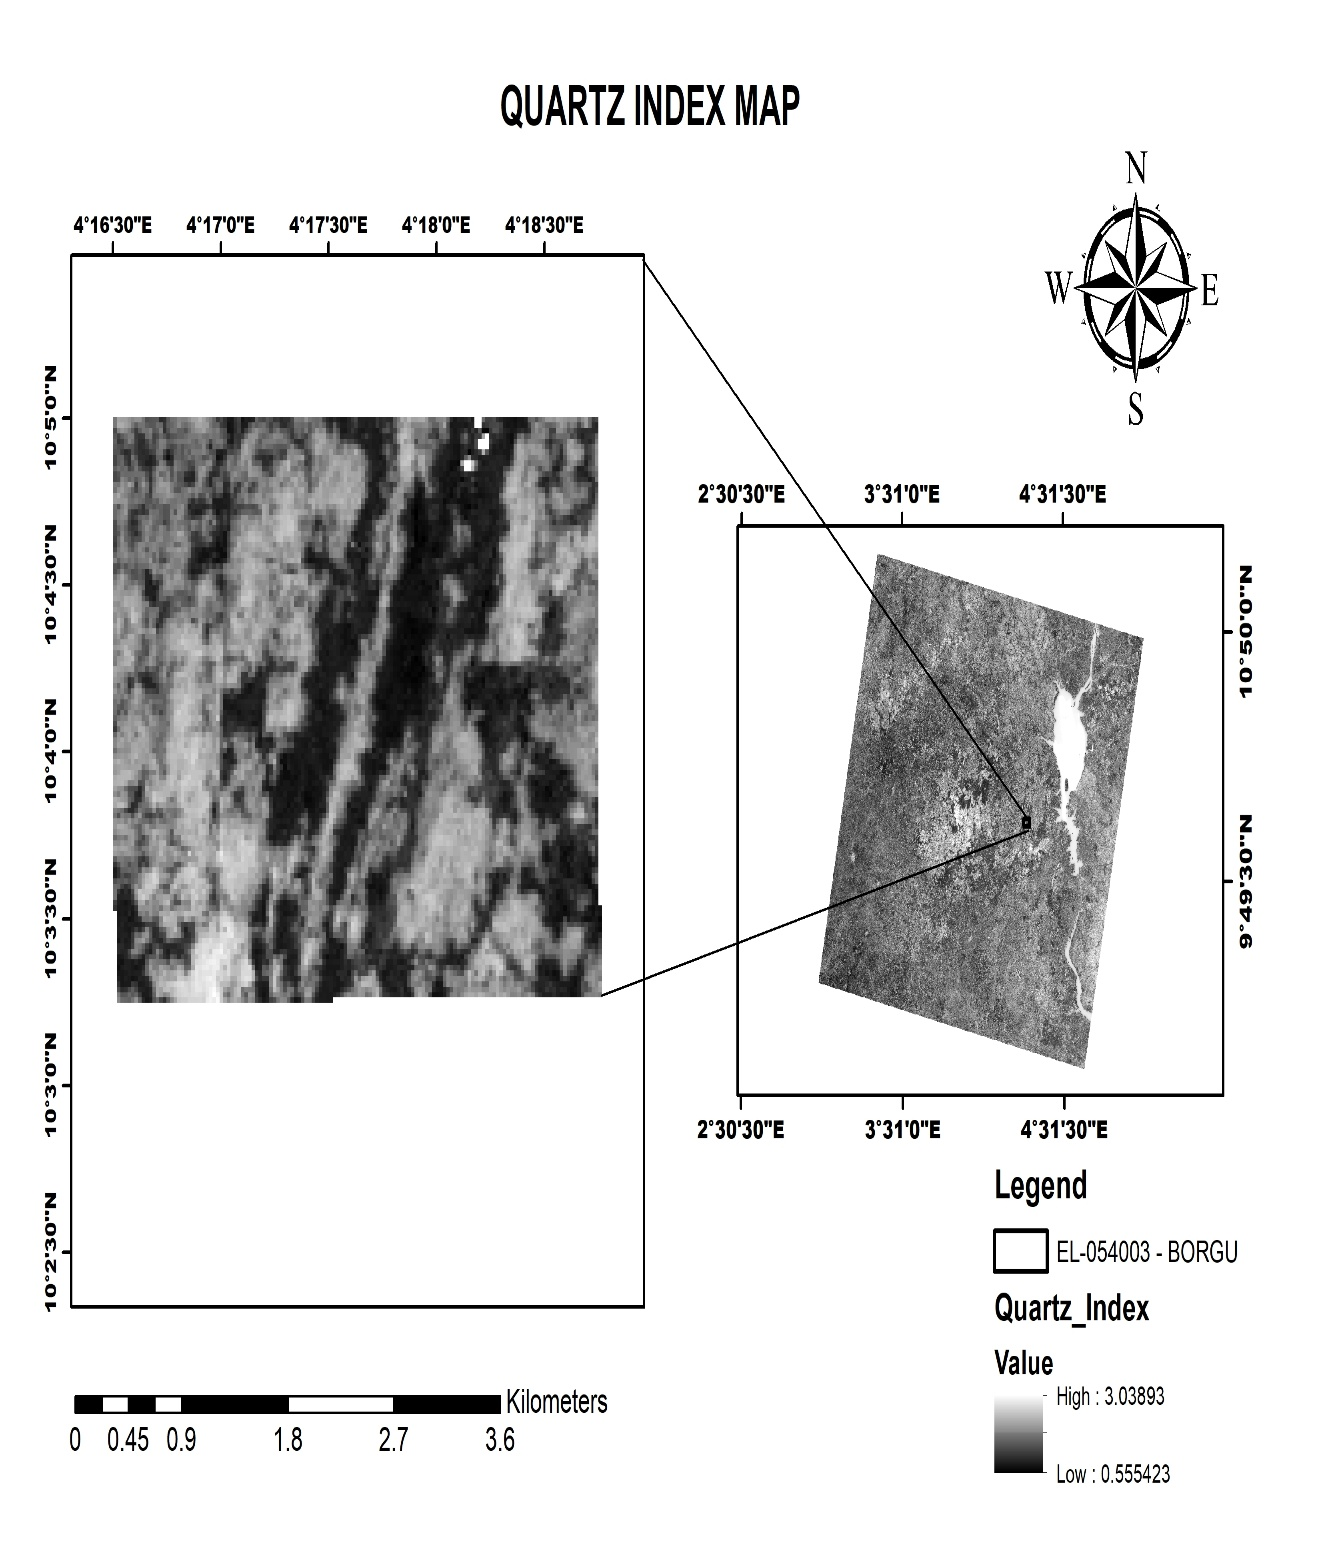 QUARTZ INDEX MAP
N
W E
S
4°16'30"E 4°17'0"E 4°17'30"E 4°18'0"E 4°18'30"E
10°5'0"N
10°4'30"N
10°4'0"N
10°3'30"N
10°3'0"N
10°2'30"N
2°30'30"E 3°31'0"E 4°31'30"E
10°50'0"N
9°49'30"N
2°30'30"E 3°31'0"E 4°31'30"E
Legend
EL-054003 - BORGU
Quartz_Index
Value
High : 3.03893
Low : 0.555423
Kilometers
0 0.45 0.9 1.8 2.7 3.6